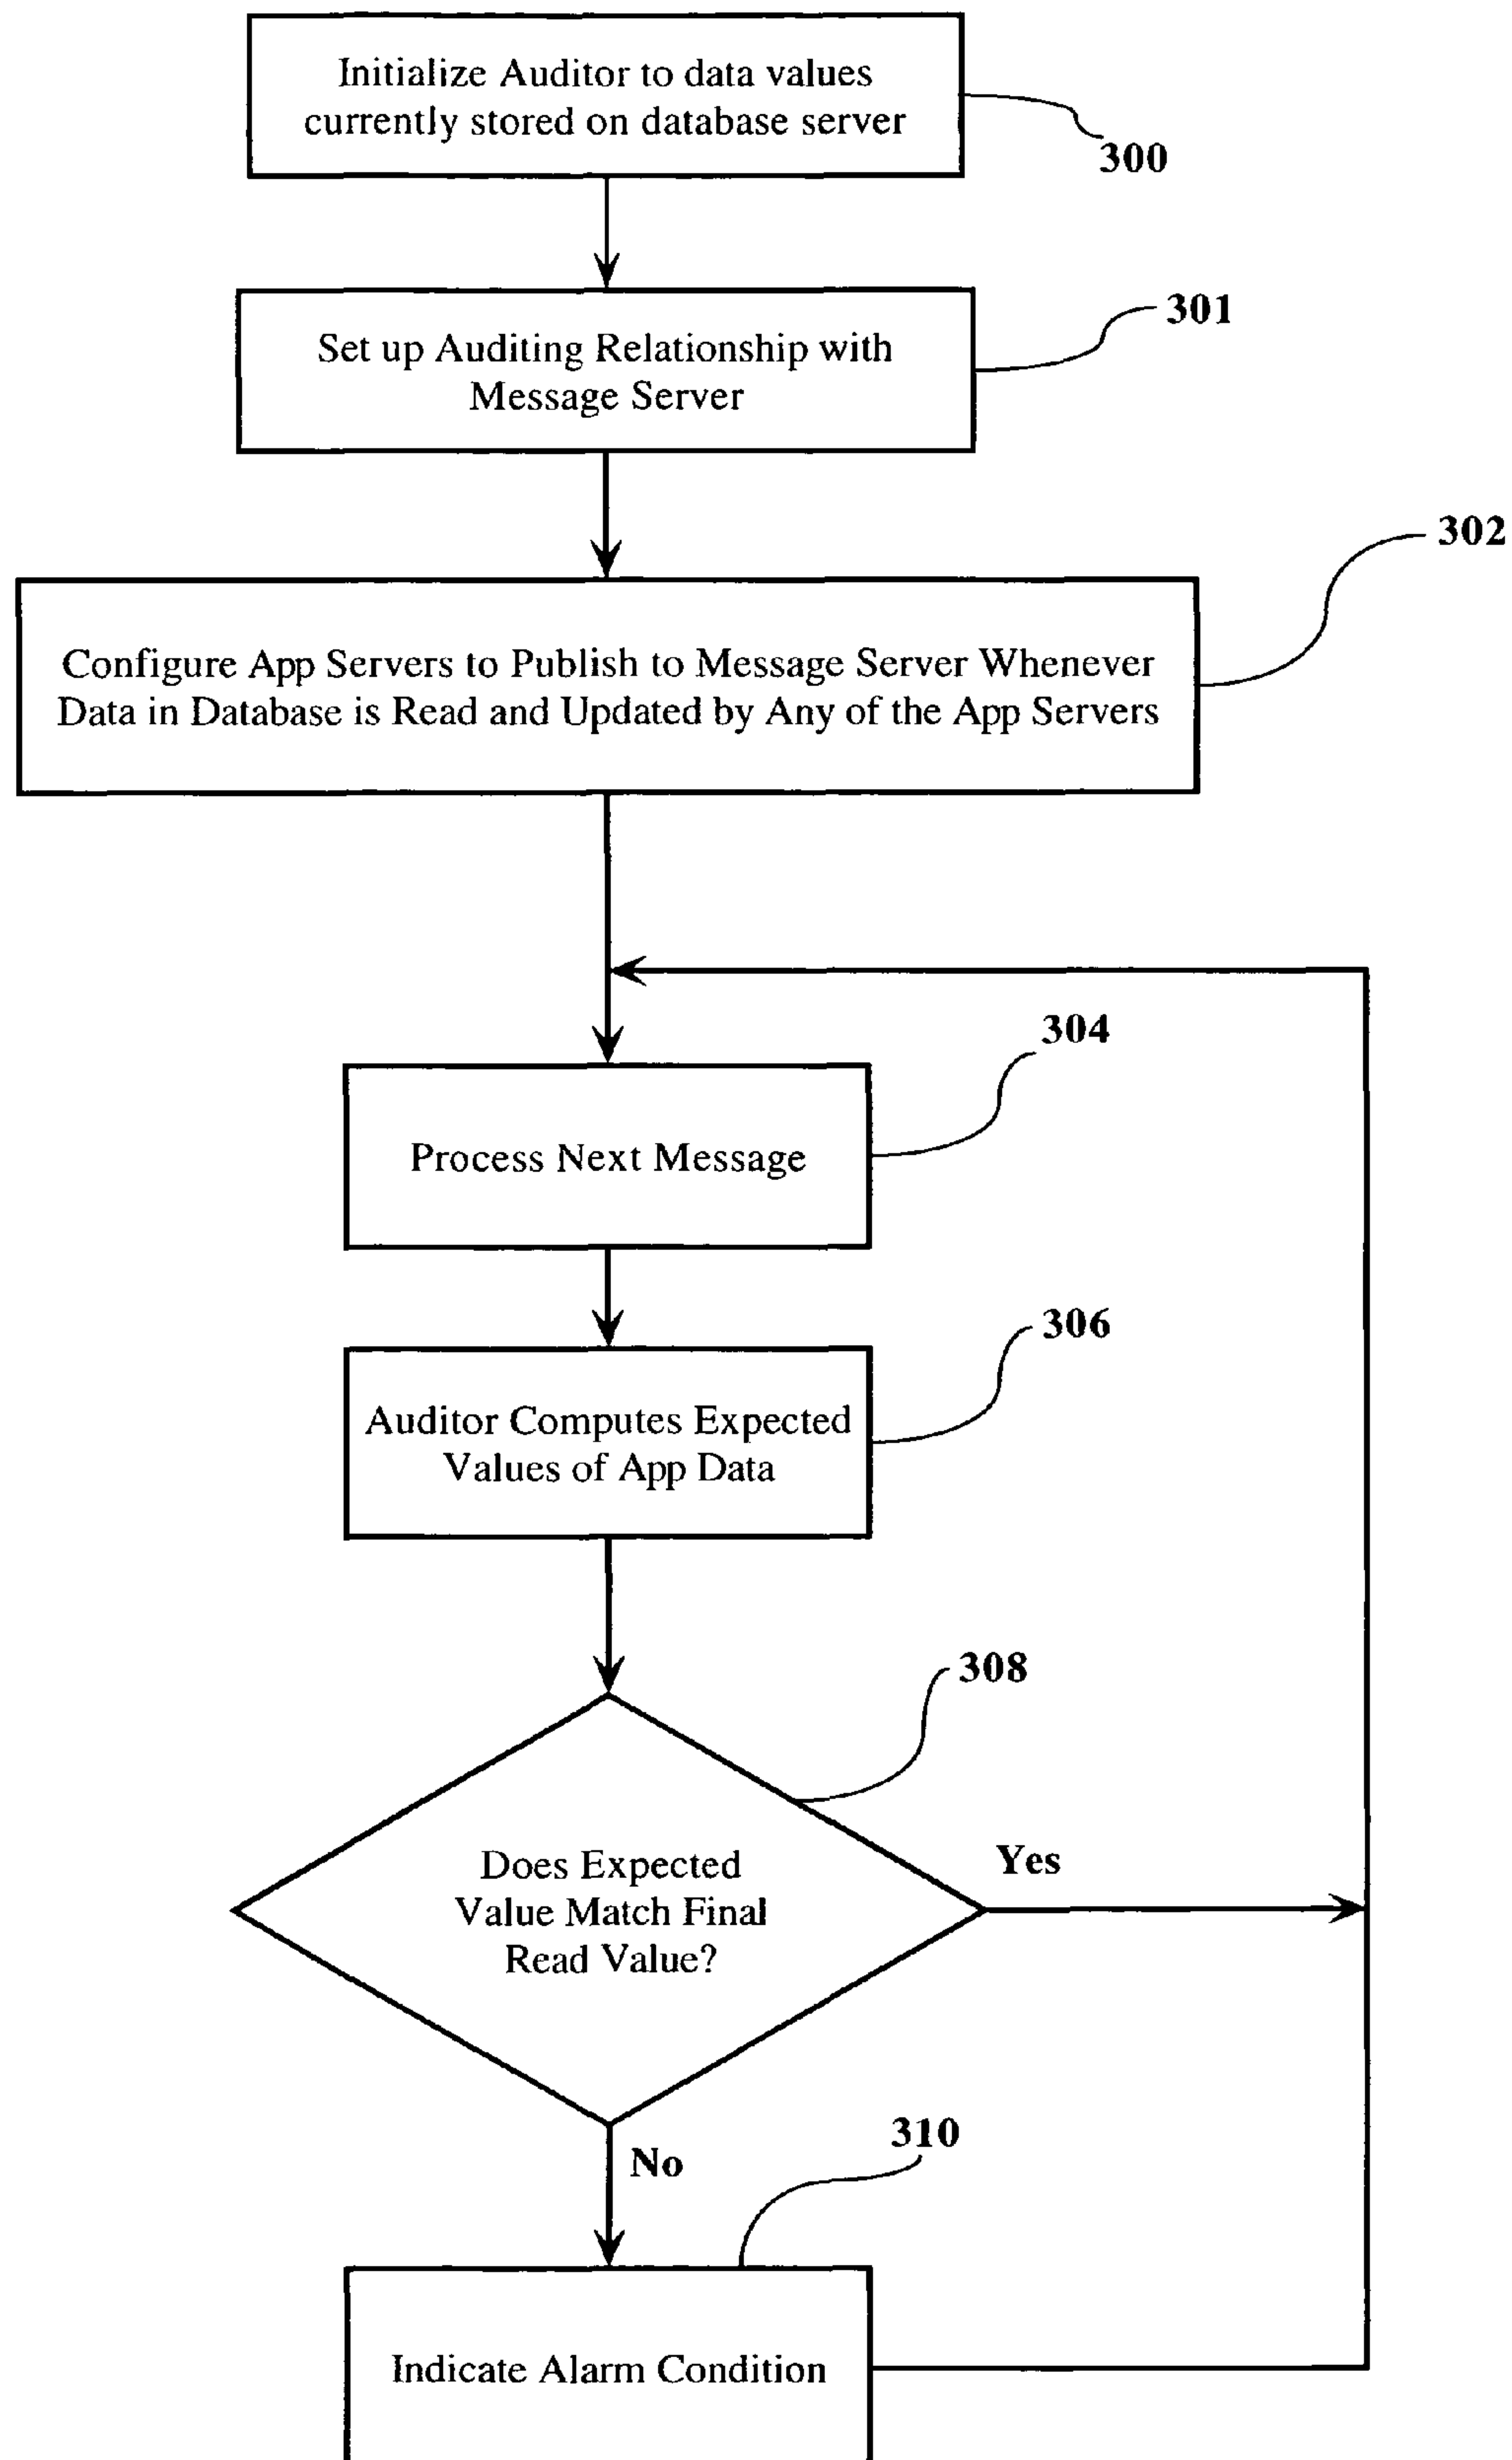 Initialize Auditor to data values
currently stored on database server
300
Set up Auditing Relationship with
Message Server
301
Configure App Servers to Publish to Message Server Whenever
Data in Database is Read and Updated by Any of the App Servers
302
Process Next Message
304
Auditor Computes Expected
Values of App Data
306
Does Expected
Value Match Final
Read Value?
308
Yes
No
310
Indicate Alarm Condition